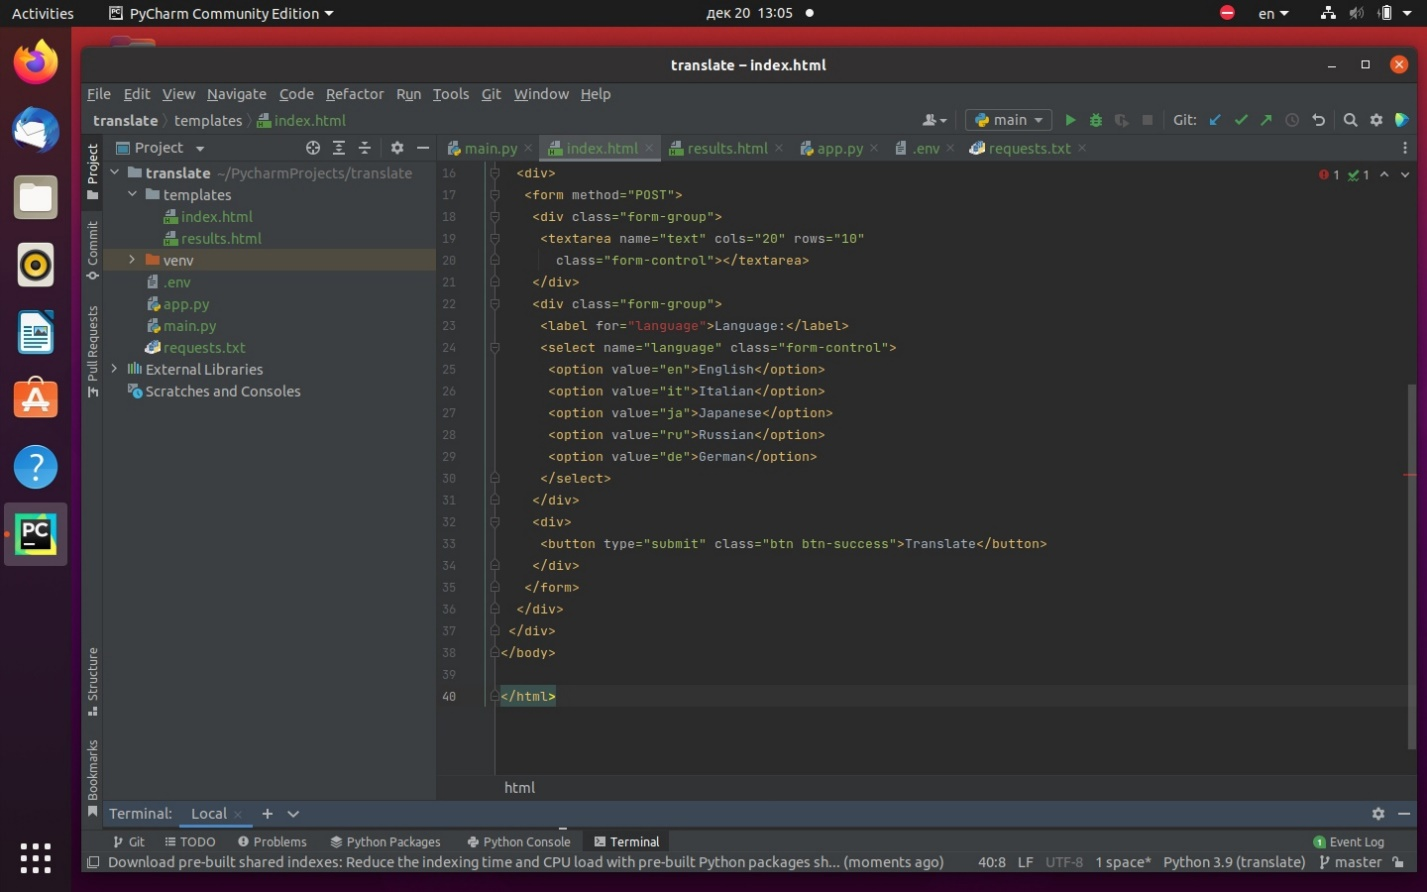 Activities PyCharm Community Edition дек 20 13:05 en
translate – index.html
File Edit View Navigate Code Refactor Run Tools Git Window Help
translate templates index.html main Git:
Project main.py index.html results.html app.py .env requests.txt
Project
Commit
Pull Requests
Structure
Bookmarks
translate ~/PycharmProjects/translate
templates
index.html
results.html
venv
.env
app.py
main.py
requests.txt
External Libraries
Scratches and Consoles
1 1
16 <div>
17 <form method="POST">
18 <div class="form-group">
19 <textarea name="text" cols="20" rows="10"
20 class="form-control"></textarea>
21 </div>
22 <div class="form-group">
23 <label for="language">Language:</label>
24 <select name="language" class="form-control">
25 <option value="en">English</option>
26 <option value="it">Italian</option>
27 <option value="ja">Japanese</option>
28 <option value="ru">Russian</option>
29 <option value="de">German</option>
30 </select>
31 </div>
32 <div>
33 <button type="submit" class="btn btn-success">Translate</button>
34 </div>
35 </form>
36 </div>
37 </div>
38 </body>
39
40 </html>
html
Terminal: Local
Git TODO Problems Python Packages Python Console Terminal 1 Event Log
Download pre-built shared indexes: Reduce the indexing time and CPU load with pre-built Python packages sh... (moments ago) 40:8 LF UTF-8 1 space* Python 3.9 (translate) master
PC